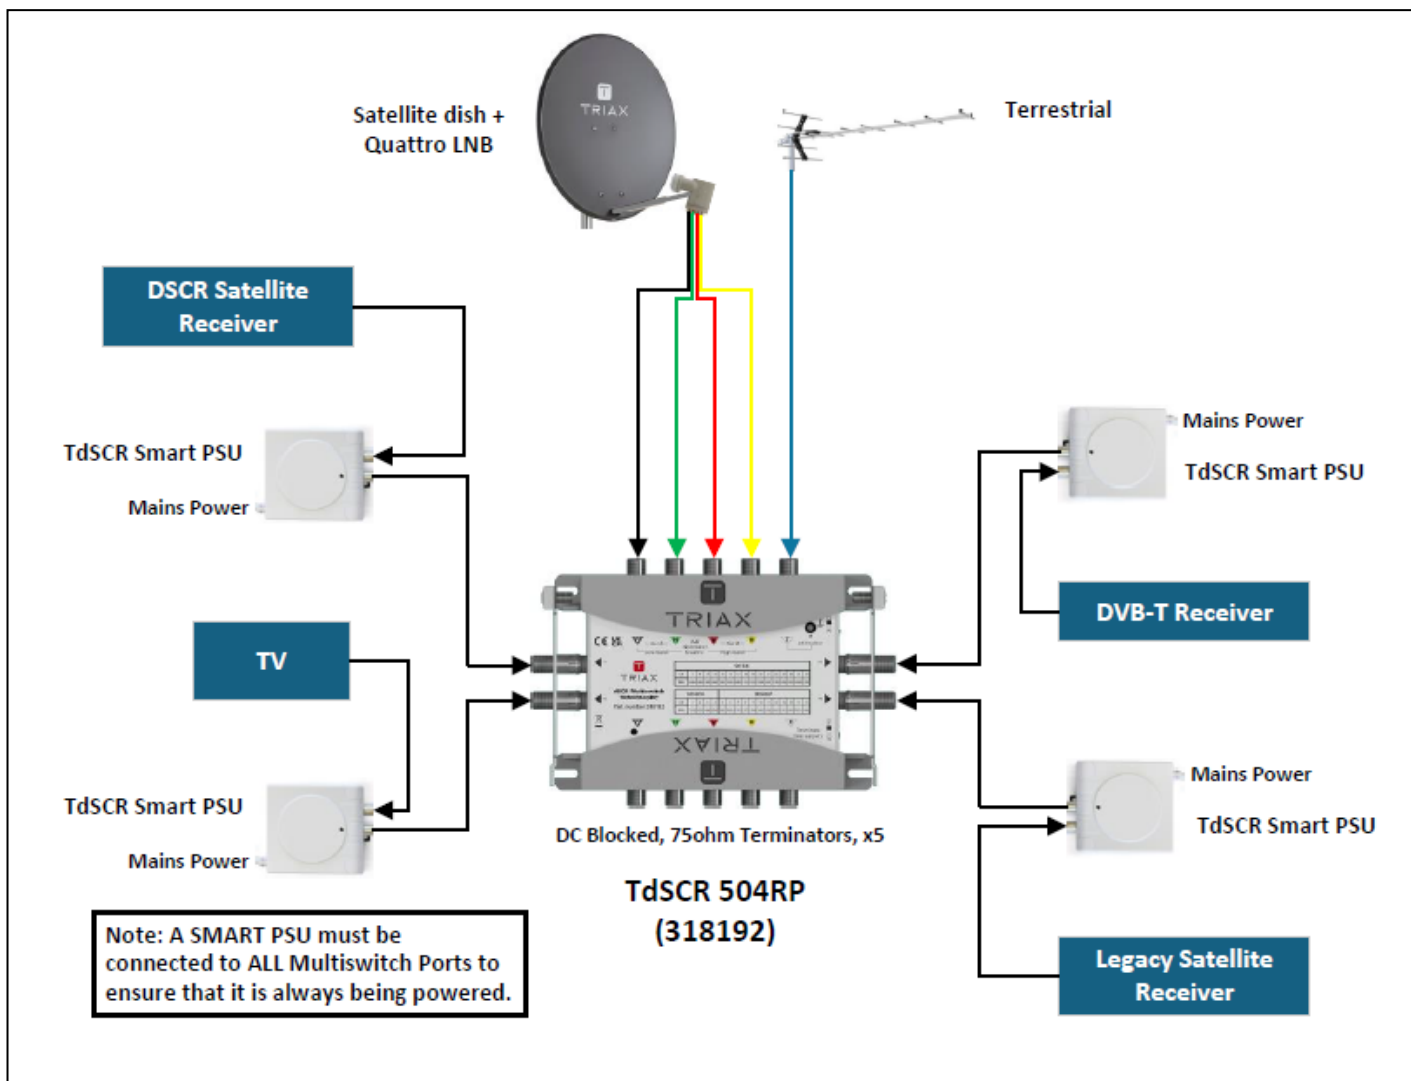 Satellite dish +
Quattro LNB
TRIAX
Terrestrial
DSCR Satellite
Receiver
TdSCR Smart PSU
Mains Power
Mains Power
TdSCR Smart PSU
DVB-T Receiver
TV
TRIAX
TRIAX
TRIAX
TdSCR Smart PSU
Mains Power
Mains Power
TdSCR Smart PSU
DC Blocked, 75ohm Terminators, x5
TdSCR 504RP
(318192)
Note: A SMART PSU must be
connected to ALL Multiswitch Ports to
ensure that it is always being powered.
Legacy Satellite
Receiver